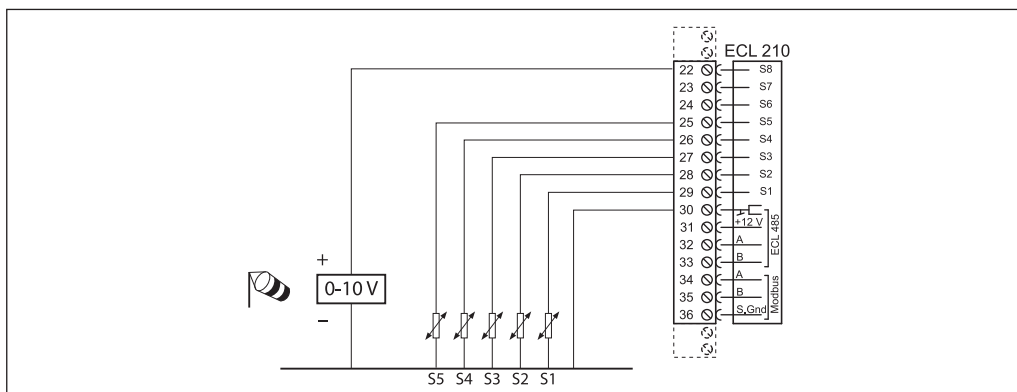 ECL 210
22 S8
23 S7
24 S6
25 S5
26 S4
27 S3
28 S2
29 S1
30
31 +12 V
32 A
33 B
ECL 485
34 A
35 B
36 S.Gnd
Modbus
+
0-10 V
−
S5 S4 S3 S2 S1